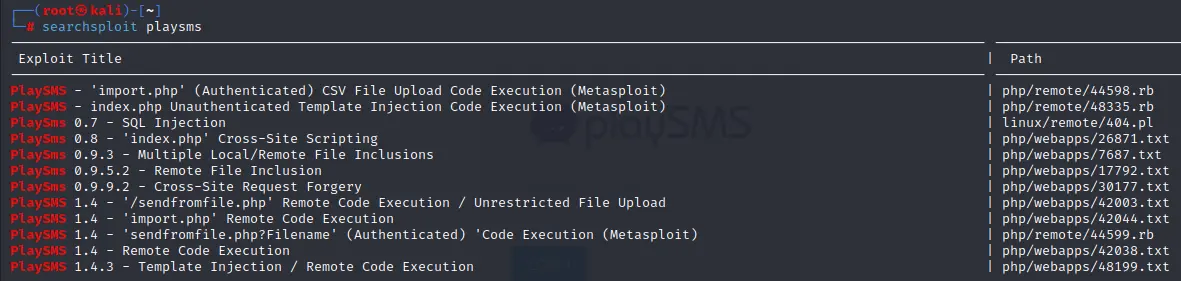 (root㉿kali)-[~]
# searchsploit playsms
Exploit Title | Path
PlaySMS - 'import.php' (Authenticated) CSV File Upload Code Execution (Metasploit) | php/remote/44598.rb
PlaySMS - index.php Unauthenticated Template Injection Code Execution (Metasploit) | php/remote/48335.rb
PlaySms 0.7 - SQL Injection | linux/remote/404.pl
PlaySms 0.8 - 'index.php' Cross-Site Scripting | php/webapps/26871.txt
PlaySms 0.9.3 - Multiple Local/Remote File Inclusions | php/webapps/7687.txt
PlaySms 0.9.5.2 - Remote File Inclusion | php/webapps/17792.txt
PlaySms 0.9.9.2 - Cross-Site Request Forgery | php/webapps/30177.txt
PlaySMS 1.4 - '/sendfromfile.php' Remote Code Execution / Unrestricted File Upload | php/webapps/42003.txt
PlaySMS 1.4 - 'import.php' Remote Code Execution | php/webapps/42044.txt
PlaySMS 1.4 - 'sendfromfile.php?Filename' (Authenticated) 'Code Execution (Metasploit) | php/remote/44599.rb
PlaySMS 1.4 - Remote Code Execution | php/webapps/42038.txt
PlaySMS 1.4.3 - Template Injection / Remote Code Execution | php/webapps/48199.txt
playSMS